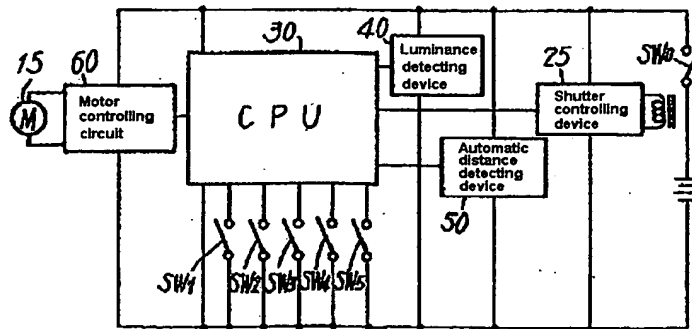 30
40
Luminance
detecting
device
SW0
15
60
25
M
Motor
controlling
circuit
C P U
Shutter
controlling
device
Automatic
distance
detecting
device
50
SW1
SW2
SW3
SW4
SW5